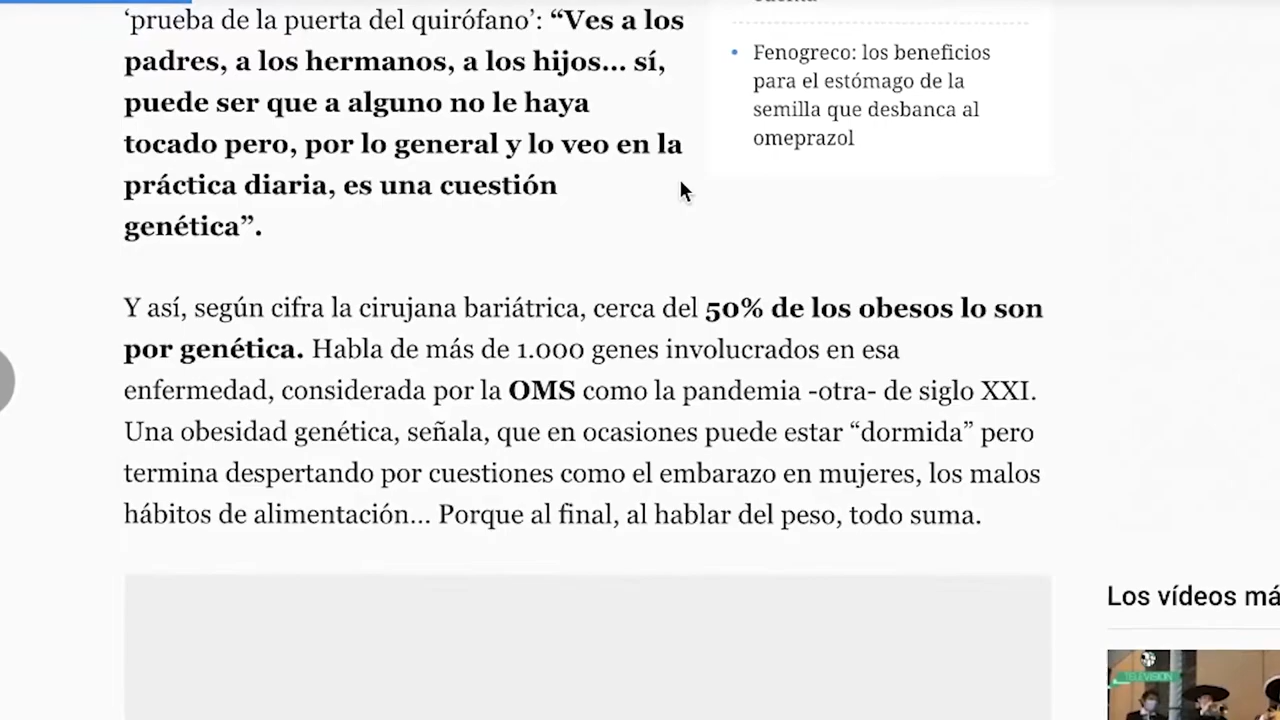 ‘prueba de la puerta del quirófano’: “Ves a los
padres, a los hermanos, a los hijos... sí,
puede ser que a alguno no le haya
tocado pero, por lo general y lo veo en la
práctica diaria, es una cuestión
genética”.
Fenogreco: los beneficios
para el estómago de la
semilla que desbanca al
omeprazol
Y así, según cifra la cirujana bariátrica, cerca del 50% de los obesos lo son
por genética. Habla de más de 1.000 genes involucrados en esa
enfermedad, considerada por la OMS como la pandemia -otra- de siglo XXI.
Una obesidad genética, señala, que en ocasiones puede estar “dormida” pero
termina despertando por cuestiones como el embarazo en mujeres, los malos
hábitos de alimentación... Porque al final, al hablar del peso, todo suma.
Los vídeos má
TELEVISION